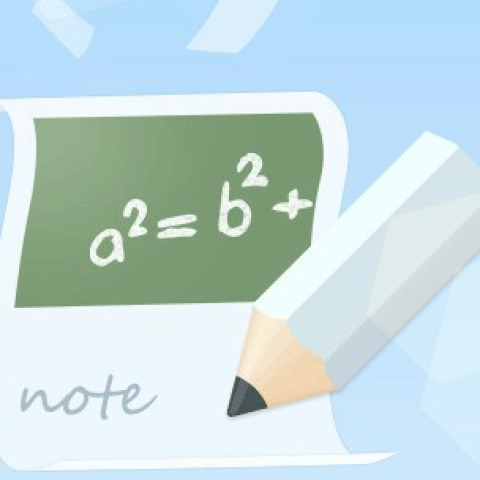 a² = b² +
note